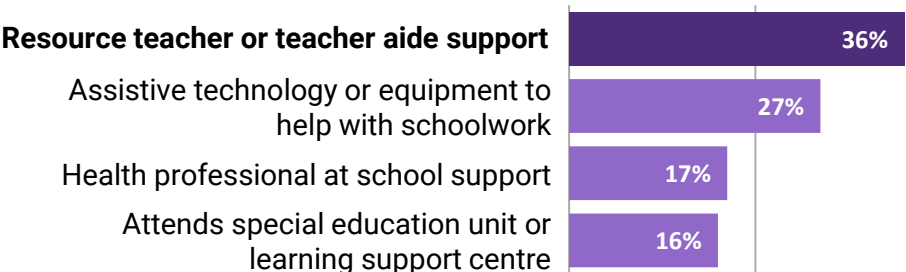 Resource teacher or teacher aide support 36%
Assistive technology or equipment to
help with schoolwork 27%
Health professional at school support 17%
Attends special education unit or
learning support centre 16%